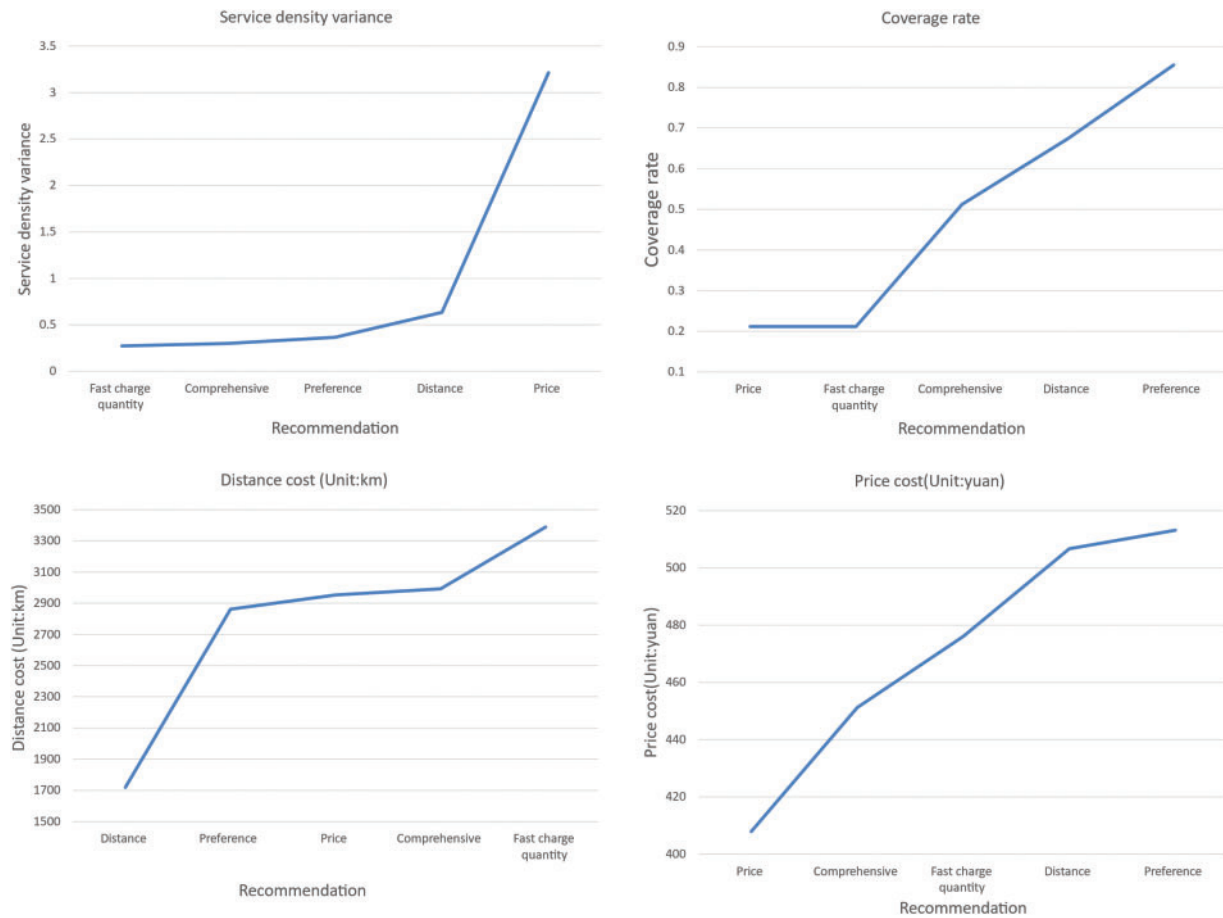 Service density variance
3.5
3
2.5
2
1.5
1
0.5
0
Service density variance
Fast charge quantity
Comprehensive
Preference
Distance
Price
Recommendation
Coverage rate
0.9
0.8
0.7
0.6
0.5
0.4
0.3
0.2
0.1
Coverage rate
Price
Fast charge quantity
Comprehensive
Distance
Preference
Recommendation
Distance cost (Unit:km)
3500
3300
3100
2900
2700
2500
2300
2100
1900
1700
1500
Distance cost (Unit:km)
Distance
Preference
Price
Comprehensive
Fast charge quantity
Recommendation
Price cost(Unit:yuan)
520
500
480
460
440
420
400
Price cost(Unit:yuan)
Price
Comprehensive
Fast charge quantity
Distance
Preference
Recommendation